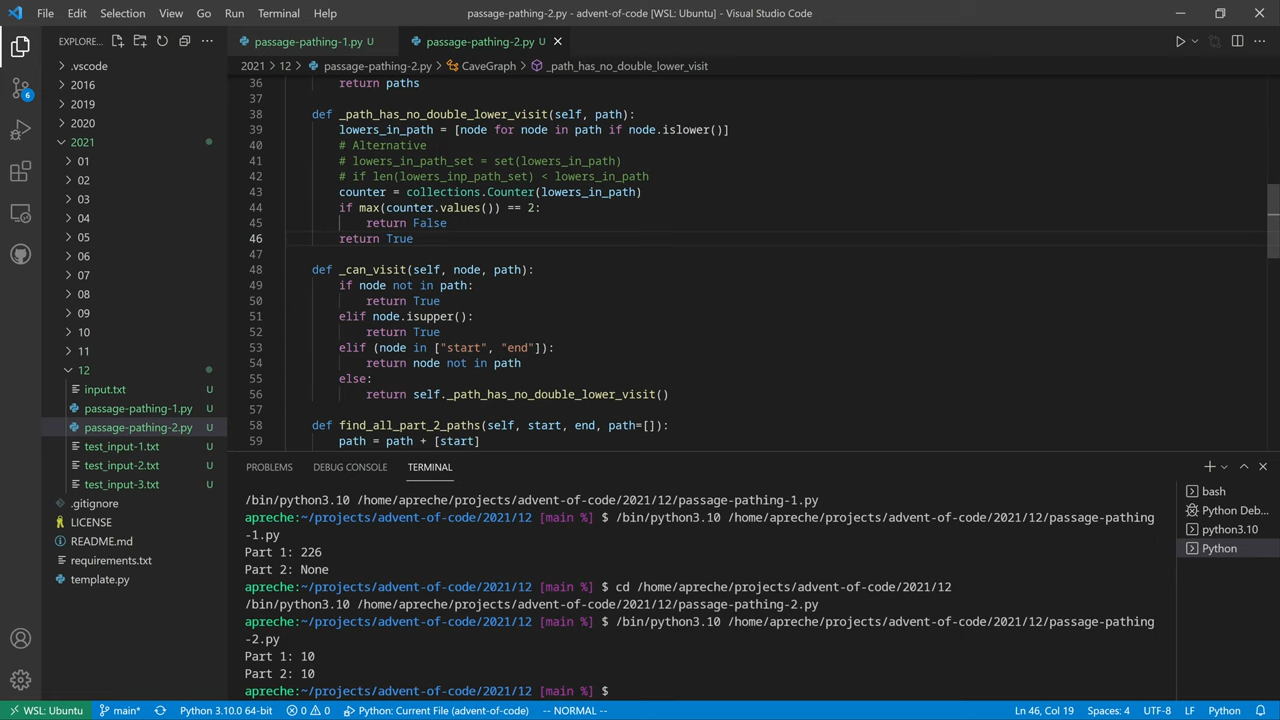 File Edit Selection View Go Run Terminal Help
passage-pathing-2.py - advent-of-code [WSL: Ubuntu] - Visual Studio Code
EXPLORE...
passage-pathing-1.py U
passage-pathing-2.py U
2021 > 12 > passage-pathing-2.py > CaveGraph > _path_has_no_double_lower_visit
6
.vscode
2016
2019
2020
2021
01
02
03
04
05
06
07
08
09
10
11
12
input.txt U
passage-pathing-1.py U
passage-pathing-2.py U
test_input-1.txt U
test_input-2.txt U
test_input-3.txt U
.gitignore
LICENSE
README.md
requirements.txt
template.py
36 return paths
37
38 def _path_has_no_double_lower_visit(self, path):
39 lowers_in_path = [node for node in path if node.islower()]
40 # Alternative
41 # lowers_in_path_set = set(lowers_in_path)
42 # if len(lowers_inp_path_set) < lowers_in_path
43 counter = collections.Counter(lowers_in_path)
44 if max(counter.values()) == 2:
45 return False
46 return True
47
48 def _can_visit(self, node, path):
49 if node not in path:
50 return True
51 elif node.isupper():
52 return True
53 elif (node in ["start", "end"]):
54 return node not in path
55 else:
56 return self._path_has_no_double_lower_visit()
57
58 def find_all_part_2_paths(self, start, end, path=[]):
59 path = path + [start]
PROBLEMS DEBUG CONSOLE TERMINAL
/bin/python3.10 /home/apreche/projects/advent-of-code/2021/12/passage-pathing-1.py
apreche:~/projects/advent-of-code/2021/12 [main %] $ /bin/python3.10 /home/apreche/projects/advent-of-code/2021/12/passage-pathing
-1.py
Part 1: 226
Part 2: None
apreche:~/projects/advent-of-code/2021/12 [main %] $ cd /home/apreche/projects/advent-of-code/2021/12
/bin/python3.10 /home/apreche/projects/advent-of-code/2021/12/passage-pathing-2.py
apreche:~/projects/advent-of-code/2021/12 [main %] $ /bin/python3.10 /home/apreche/projects/advent-of-code/2021/12/passage-pathing
-2.py
Part 1: 10
Part 2: 10
apreche:~/projects/advent-of-code/2021/12 [main %] $
bash
Python Deb...
python3.10
Python
WSL: Ubuntu main* Python 3.10.0 64-bit 0 0 Python: Current File (advent-of-code) -- NORMAL -- Ln 46, Col 19 Spaces: 4 UTF-8 LF Python